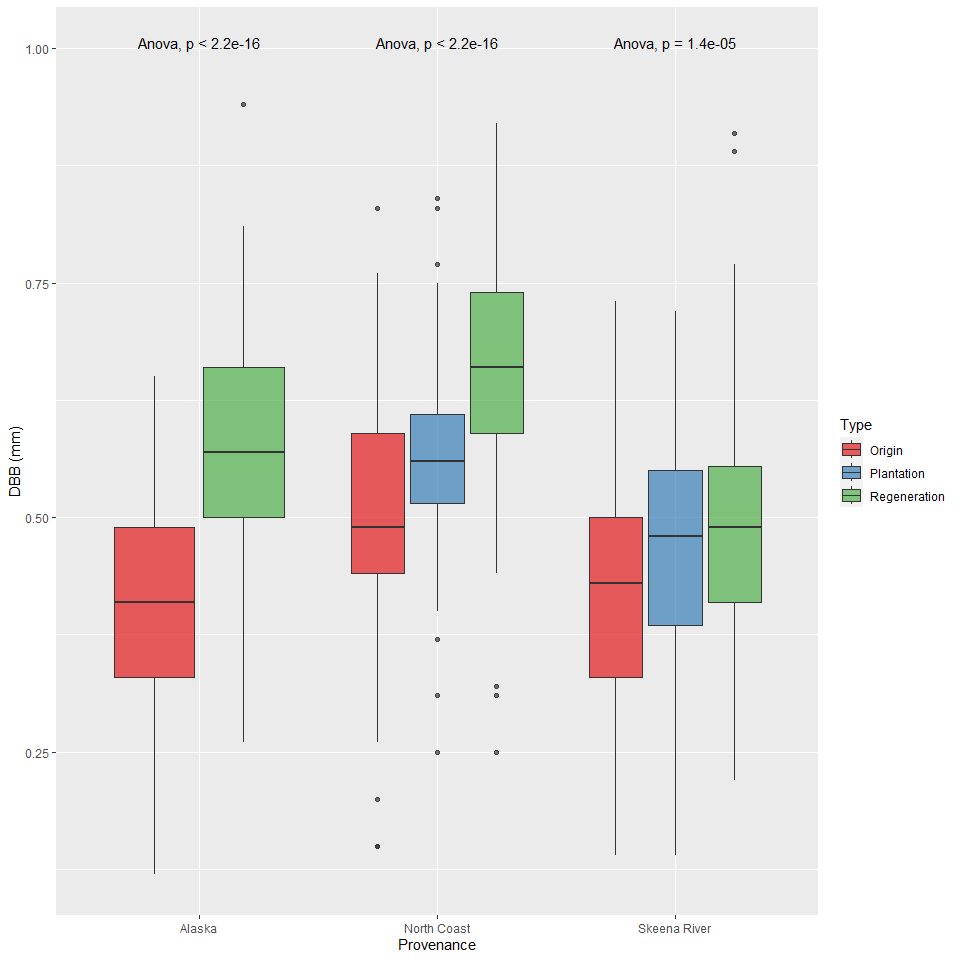 Anova, p < 2.2e-16 Anova, p < 2.2e-16 Anova, p = 1.4e-05
1.00
0.75
0.50
0.25
DBB (mm)
Alaska North Coast Skeena River
Provenance
Type
Origin
Plantation
Regeneration